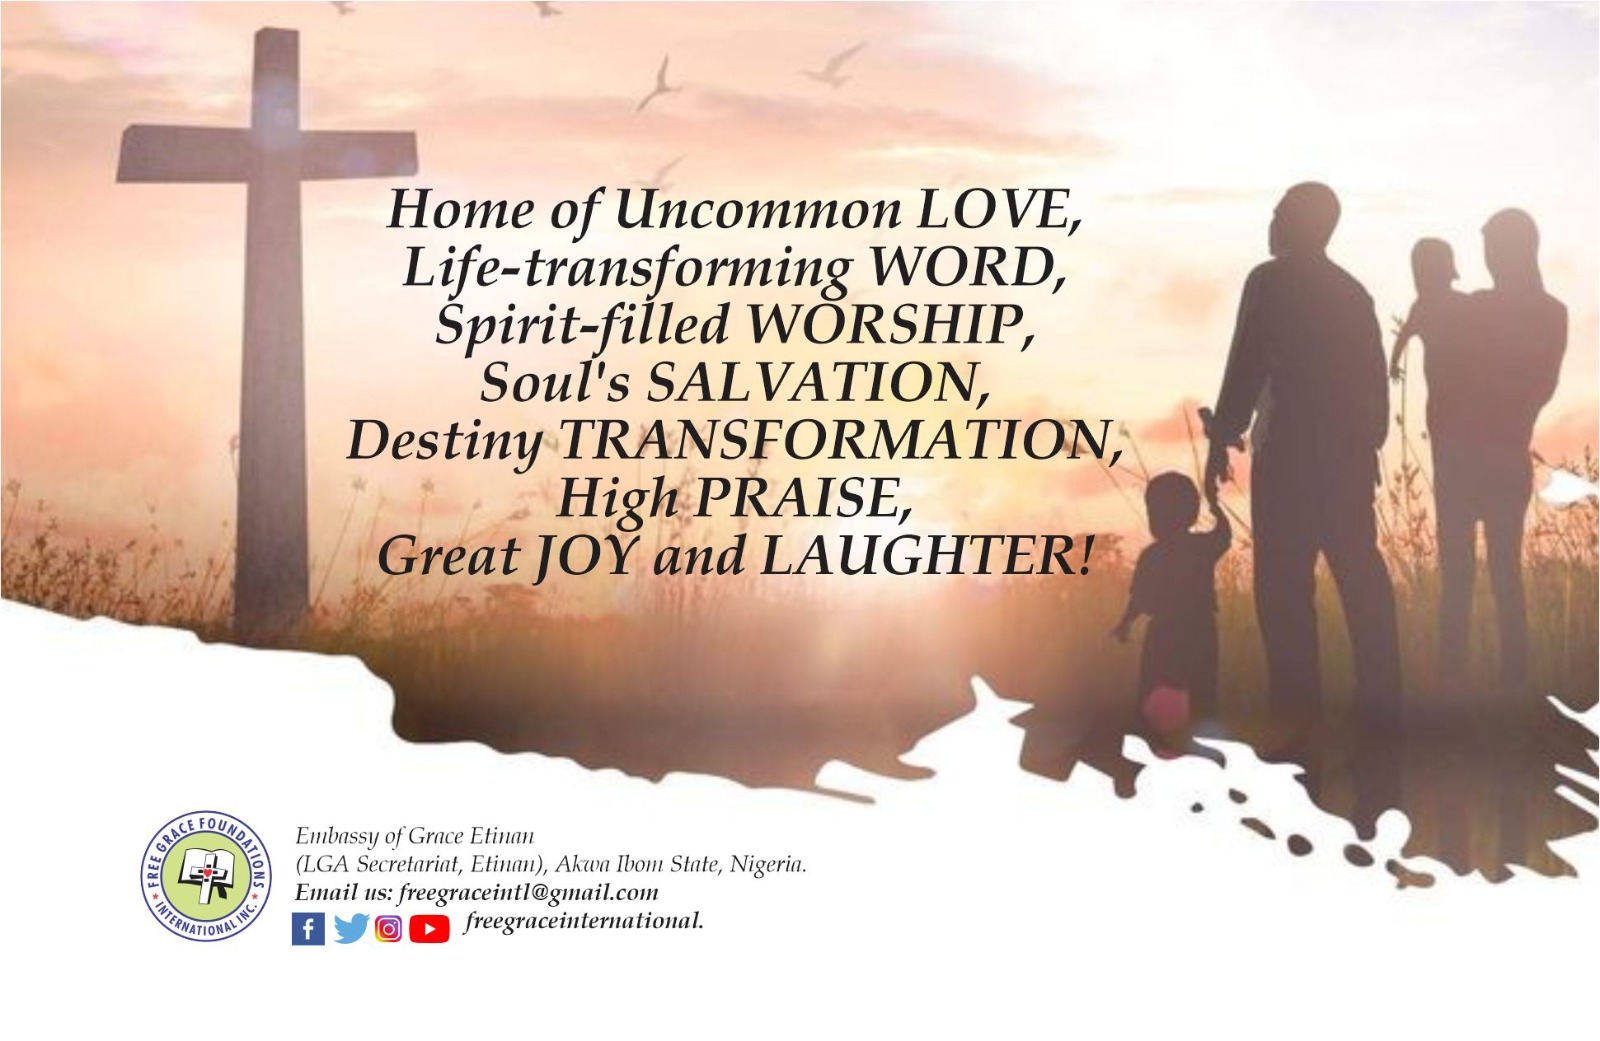 Home of Uncommon LOVE,
Life-transforming WORD,
Spirit-filled WORSHIP,
Soul's SALVATION,
Destiny TRANSFORMATION,
High PRAISE,
Great JOY and LAUGHTER!
FREE GRACE FOUNDATIONS
* INTERNATIONAL INC. *
Embassy of Grace Etinan
(LGA Secretariat, Etinan), Akwa Ibom State, Nigeria.
Email us: freegraceintl@gmail.com
freegraceinternational.